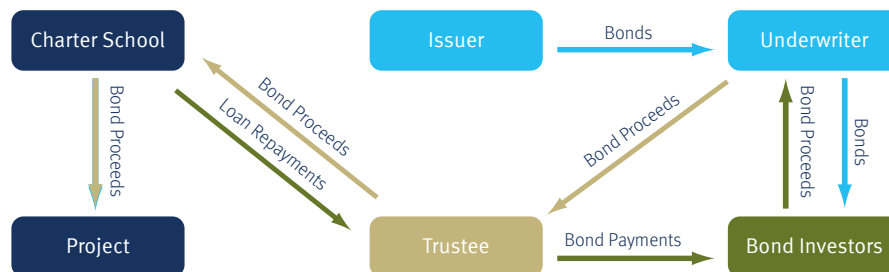 Charter School
Issuer
Bonds
Underwriter
Bond Proceeds
Bond Proceeds
Loan Repayments
Bond Proceeds
Bond Proceeds
Bonds
Project
Trustee
Bond Payments
Bond Investors